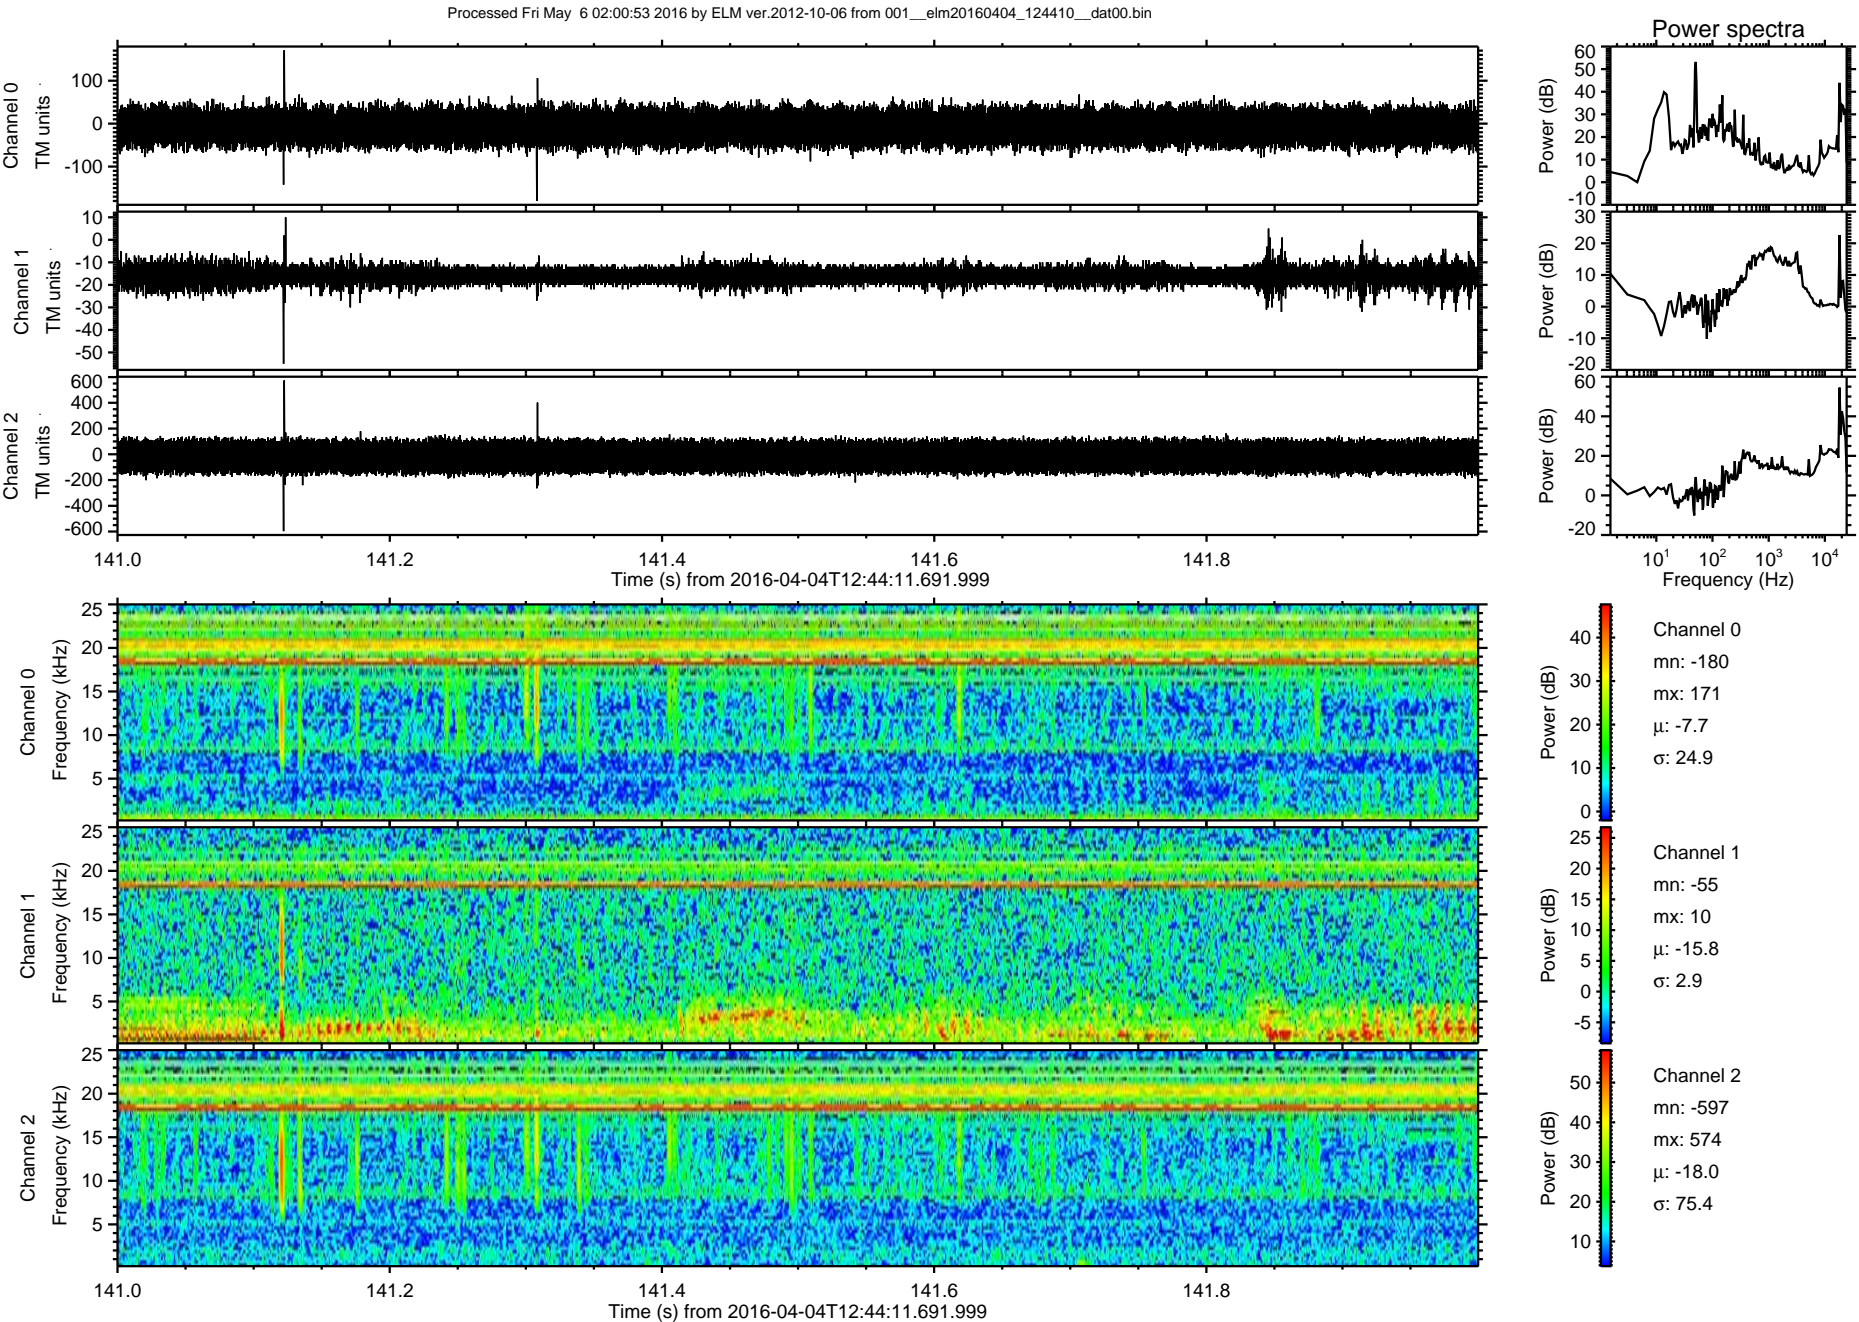 Processed Fri May  6 02:00:53 2016 by ELM ver.2012-10-06 from 001__elm20160404_124410__dat00.bin
Power spectra
Channel 0
TM units
100
0
-100
Power (dB)
60
50
40
30
20
10
0
-10
Channel 1
TM units
10
0
-10
-20
-30
-40
-50
Power (dB)
30
20
10
0
-10
-20
Channel 2
TM units
600
400
200
0
-200
-400
-600
Power (dB)
60
40
20
0
-20
141.0 141.2 141.4 141.6 141.8
Time (s) from 2016-04-04T12:44:11.691.999
10¹ 10² 10³ 10⁴
Frequency (Hz)
Channel 0
Frequency (kHz)
25
20
15
10
5
Power (dB)
40
30
20
10
0
Channel 0
mn: -180
mx: 171
μ: -7.7
σ: 24.9
Channel 1
Frequency (kHz)
25
20
15
10
5
Power (dB)
25
20
15
10
5
0
-5
Channel 1
mn: -55
mx: 10
μ: -15.8
σ: 2.9
Channel 2
Frequency (kHz)
25
20
15
10
5
Power (dB)
50
40
30
20
10
Channel 2
mn: -597
mx: 574
μ: -18.0
σ: 75.4
141.0 141.2 141.4 141.6 141.8
Time (s) from 2016-04-04T12:44:11.691.999